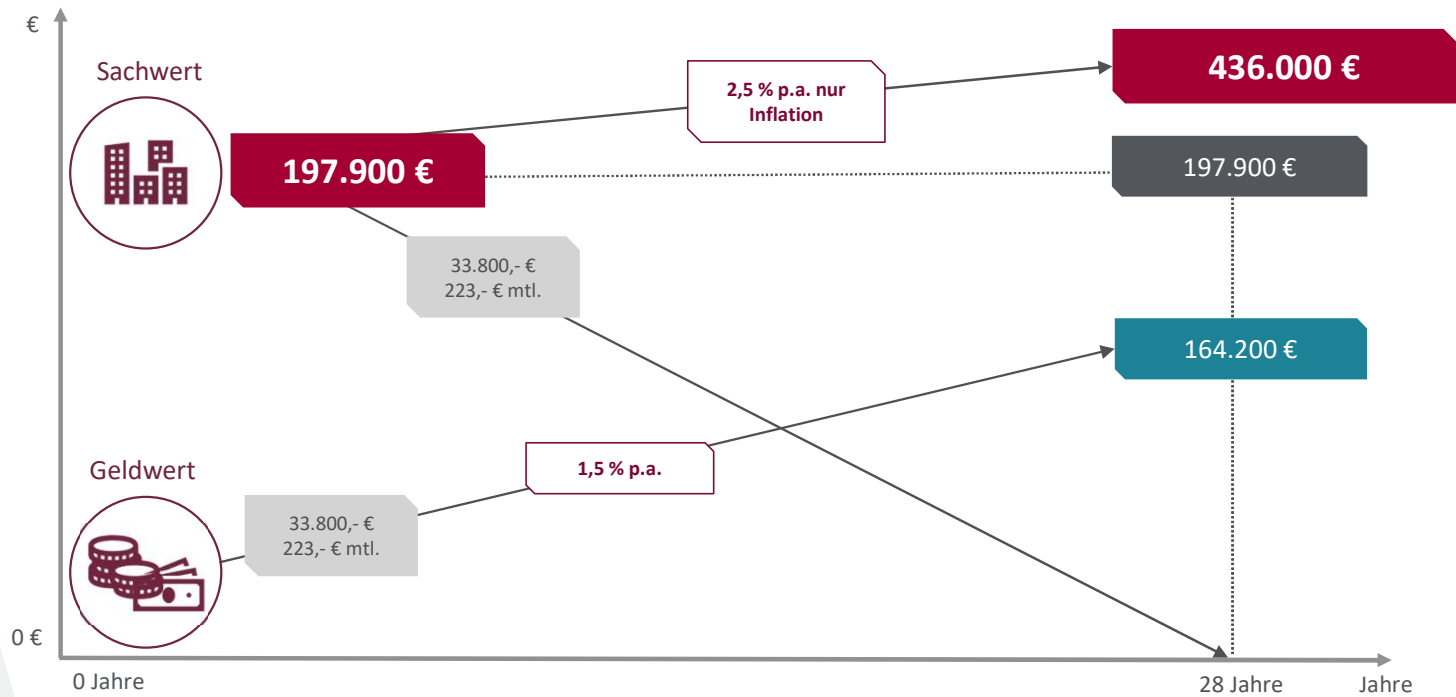 €
Sachwert
436.000 €
2,5 % p.a. nur
Inflation
197.900 €
197.900 €
33.800,- €
223,- € mtl.
164.200 €
Geldwert
1,5 % p.a.
33.800,- €
223,- € mtl.
0 €
0 Jahre
28 Jahre
Jahre